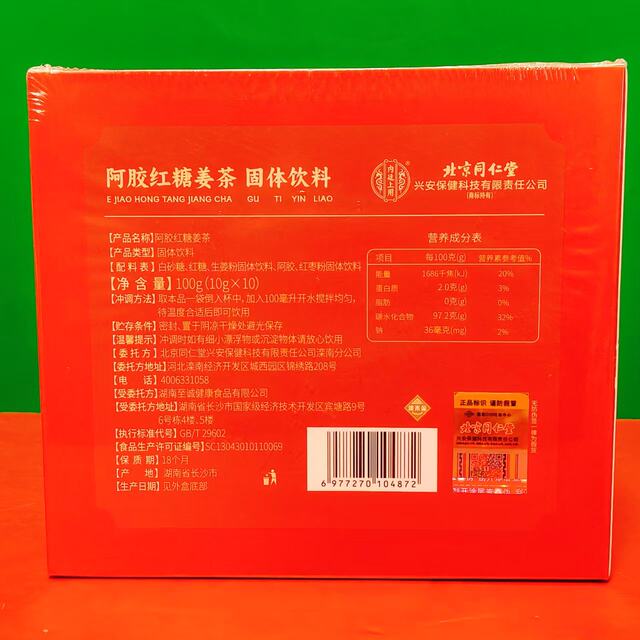 阿胶红糖姜茶 固体饮料
E JIAO HONG TANG JIANG CHA GU TI YIN LIAO
内廷上用
®
北京同仁堂
兴安保健科技有限责任公司
(商标持有)
【产品名称】阿胶红糖姜茶
【产品类型】固体饮料
【配料表】白砂糖、红糖、生姜粉固体饮料、阿胶、红枣粉固体饮料
【净含量】100g(10g×10)
【冲调方法】取本品一袋倒入杯中,加入100毫升开水搅拌均匀,
待温度合适后即可饮用
【贮存条件】密封、置于阴凉干燥处避光保存
【温馨提示】冲调时如有细小漂浮物或沉淀物体请放心饮用
【委托方】北京同仁堂兴安保健科技有限责任公司滦南分公司
【委托方地址】河北滦南经济开发区城西园区锦绣路208号
【电话】4006331058
【受委托方】湖南至诚健康食品有限公司
【受委托方地址】湖南省长沙市国家级经济技术开发区宾塘路9号
6号栋4楼、5楼
【执行标准代号】GB/T 29602
【食品生产许可证编号】SC13043010110069
【保质期】18个月
【产地】湖南省长沙市
【生产日期】见外盒底部
营养成分表
项目 每100克(g) 营养素参考值%
能量 1686千焦(kJ) 20%
蛋白质 2.0克(g) 3%
脂肪 0克(g) 0%
碳水化合物 97.2克(g) 32%
钠 36毫克(mg) 2%
6 977270 104872
正品标识 谨防假冒
北京同仁堂
兴安保健科技有限责任公司